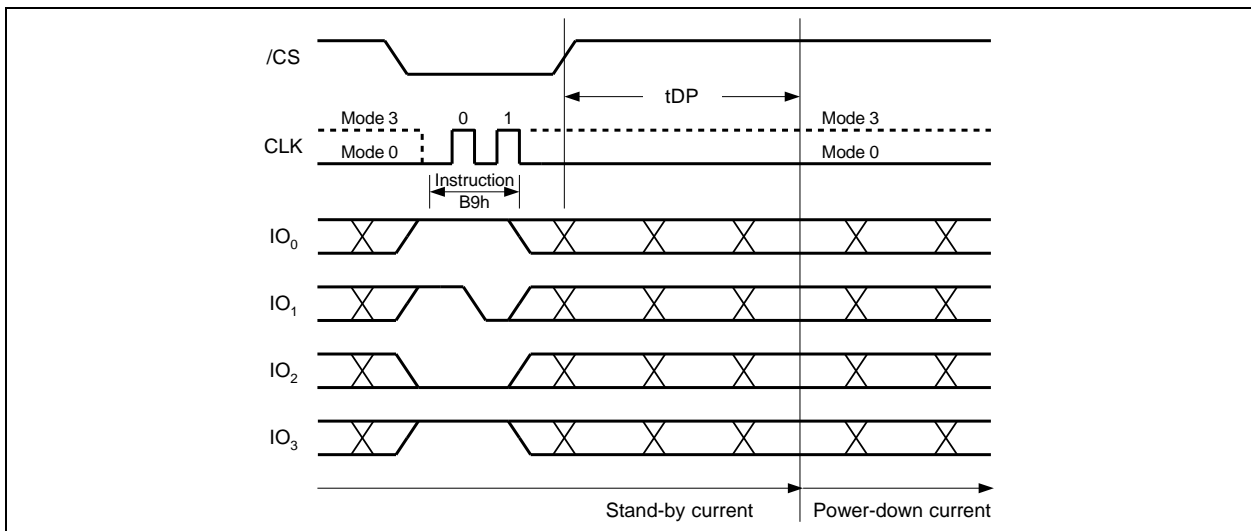 /CS
tDP
Mode 3 0 1 Mode 3
CLK
Mode 0 Mode 0
Instruction
B9h
IO0
IO1
IO2
IO3
Stand-by current Power-down current